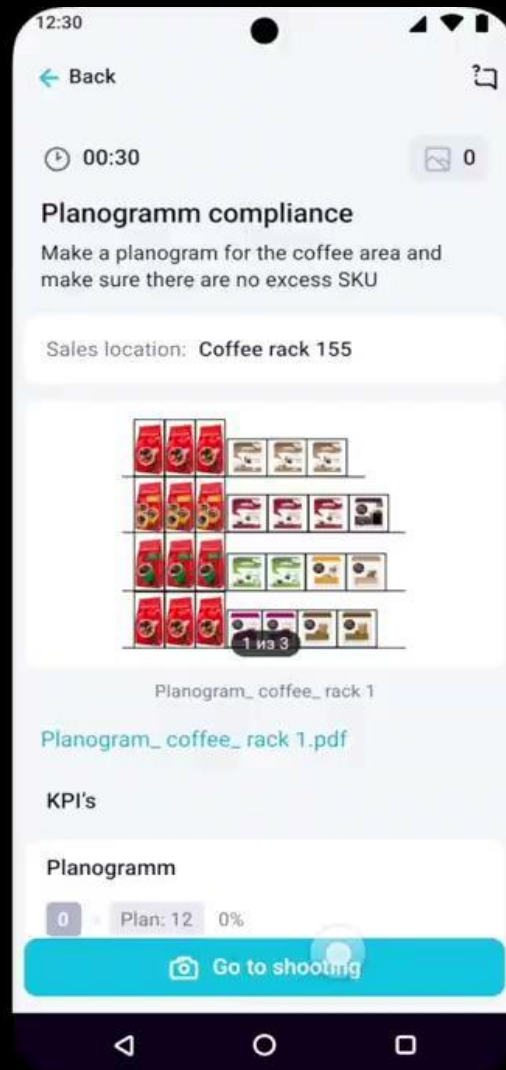 12:30
Back
00:30
0
Planogramm compliance
Make a planogram for the coffee area and
make sure there are no excess SKU
Sales location: Coffee rack 155
1 из 3
Planogram_ coffee_ rack 1
Planogram_ coffee_ rack 1.pdf
KPI's
Planogramm
0 Plan: 12 0%
Go to shooting